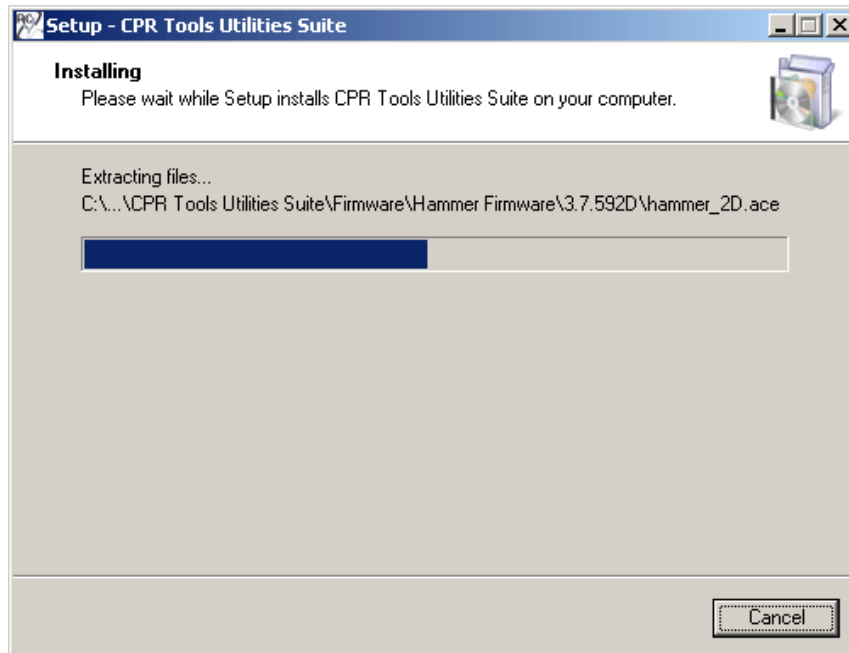 Setup - CPR Tools Utilities Suite
Installing
Please wait while Setup installs CPR Tools Utilities Suite on your computer.
Extracting files...
C:\...\CPR Tools Utilities Suite\Firmware\Hammer Firmware\3.7.592D\hammer_2D.ace
Cancel